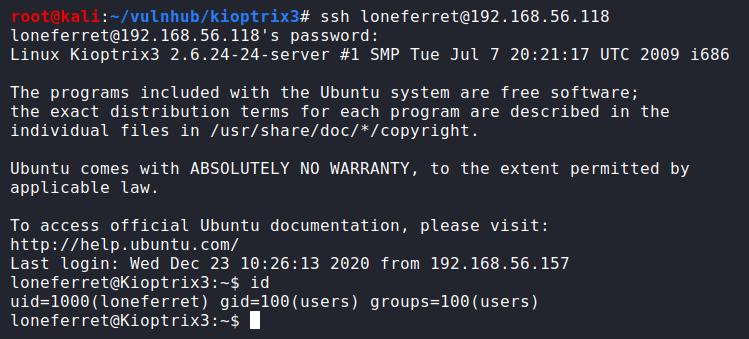 root@kali:~/vulnhub/kioptrix3# ssh loneferret@192.168.56.118
loneferret@192.168.56.118's password:
Linux Kioptrix3 2.6.24-24-server #1 SMP Tue Jul 7 20:21:17 UTC 2009 i686
The programs included with the Ubuntu system are free software;
the exact distribution terms for each program are described in the
individual files in /usr/share/doc/*/copyright.
Ubuntu comes with ABSOLUTELY NO WARRANTY, to the extent permitted by
applicable law.
To access official Ubuntu documentation, please visit:
http://help.ubuntu.com/
Last login: Wed Dec 23 10:26:13 2020 from 192.168.56.157
loneferret@Kioptrix3:~$ id
uid=1000(loneferret) gid=100(users) groups=100(users)
loneferret@Kioptrix3:~$